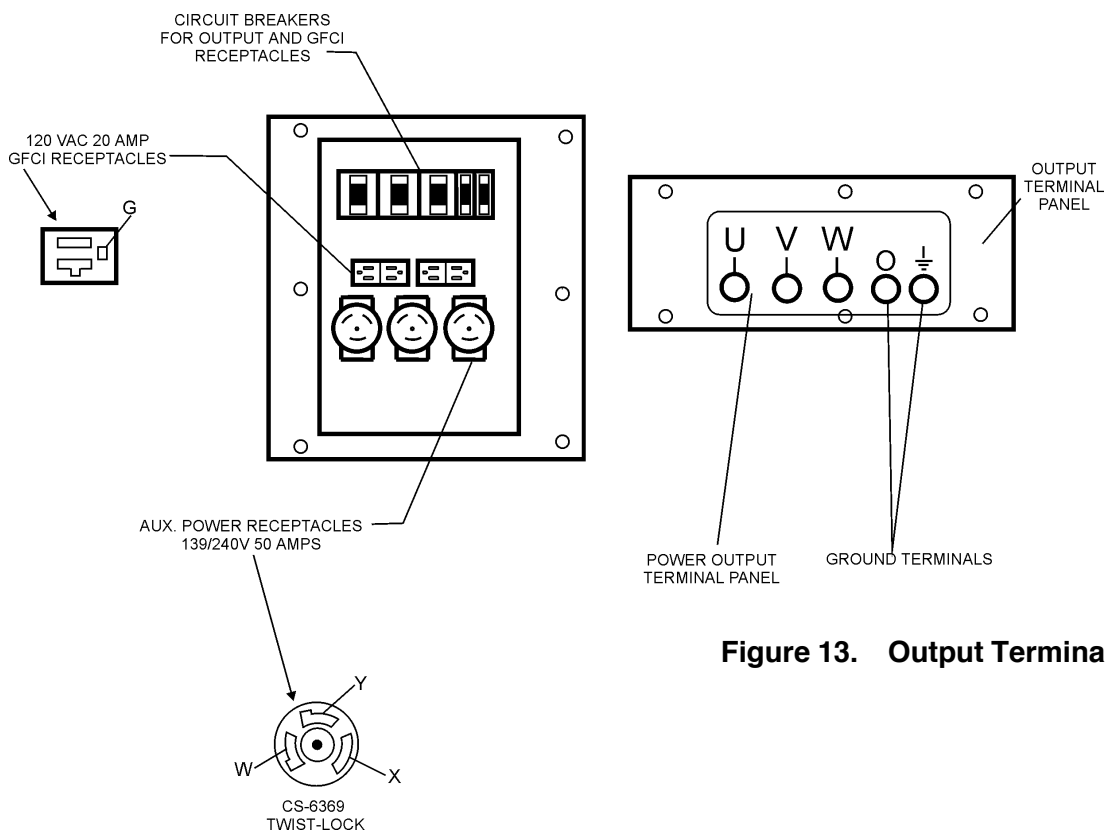 CIRCUIT BREAKERS
FOR OUTPUT AND GFCI
RECEPTACLES
120 VAC 20 AMP
GFCI RECEPTACLES
G
AUX. POWER RECEPTACLES
139/240V 50 AMPS
Y
W
X
CS-6369
TWIST-LOCK
OUTPUT
TERMINAL
PANEL
U V W O
POWER OUTPUT
TERMINAL PANEL
GROUND TERMINALS
Figure 13. Output Termina